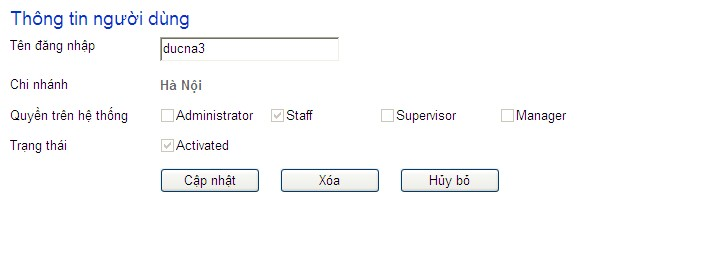 Thông tin người dùng
Tên đăng nhập ducna3
Chi nhánh Hà Nội
Quyền trên hệ thống Administrator Staff Supervisor Manager
Trạng thái Activated
Cập nhật Xóa Hủy bỏ